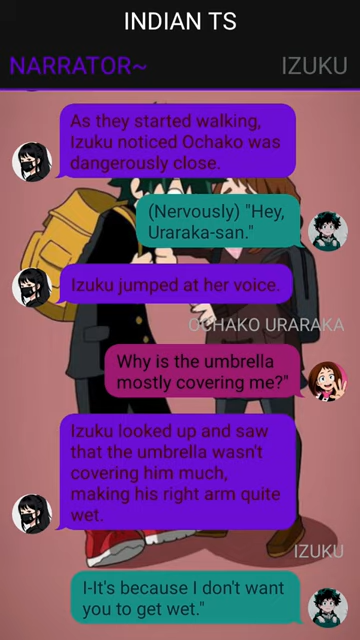 INDIAN TS
NARRATOR~ IZUKU
As they started walking,
Izuku noticed Ochako was
dangerously close.
(Nervously) "Hey,
Uraraka-san."
Izuku jumped at her voice.
OCHAKO URARAKA
Why is the umbrella
mostly covering me?"
Izuku looked up and saw
that the umbrella wasn't
covering him much,
making his right arm quite
wet.
IZUKU
I-It's because I don't want
you to get wet."